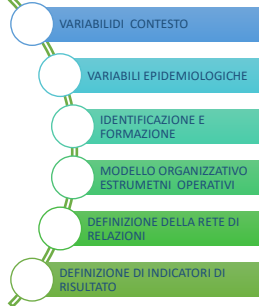 VARIABILIDI CONTESTO
VARIABILI EPIDEMIOLOGICHE
IDENTIFICAZIONE E
FORMAZIONE
MODELLO ORGANIZZATIVO
ESTRUMETNI OPERATIVI
DEFINIZIONE DELLA RETE DI
RELAZIONI
DEFINIZIONE DI INDICATORI DI
RISULTATO